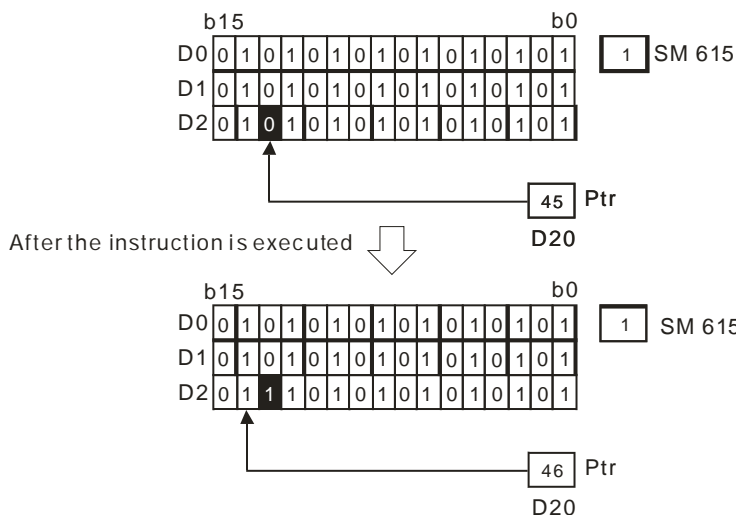 b15 b0
D0 0 1 0 1 0 1 0 1 0 1 0 1 0 1 0 1 1 SM 615
D1 0 1 0 1 0 1 0 1 0 1 0 1 0 1 0 1
D2 0 1 0 1 0 1 0 1 0 1 0 1 0 1 0 1
45 Ptr
D20
After the instruction is executed
b15 b0
D0 0 1 0 1 0 1 0 1 0 1 0 1 0 1 0 1 1 SM 615
D1 0 1 0 1 0 1 0 1 0 1 0 1 0 1 0 1
D2 0 1 1 1 0 1 0 1 0 1 0 1 0 1 0 1
46 Ptr
D20